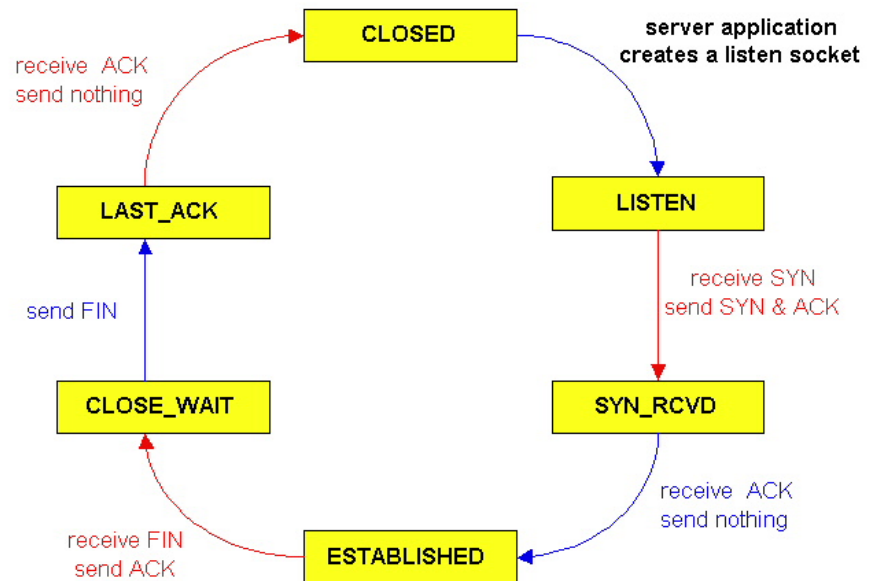 CLOSED
server application
creates a listen socket
receive ACK
send nothing
LAST_ACK
LISTEN
receive SYN
send SYN & ACK
send FIN
CLOSE_WAIT
SYN_RCVD
receive ACK
send nothing
receive FIN
send ACK
ESTABLISHED